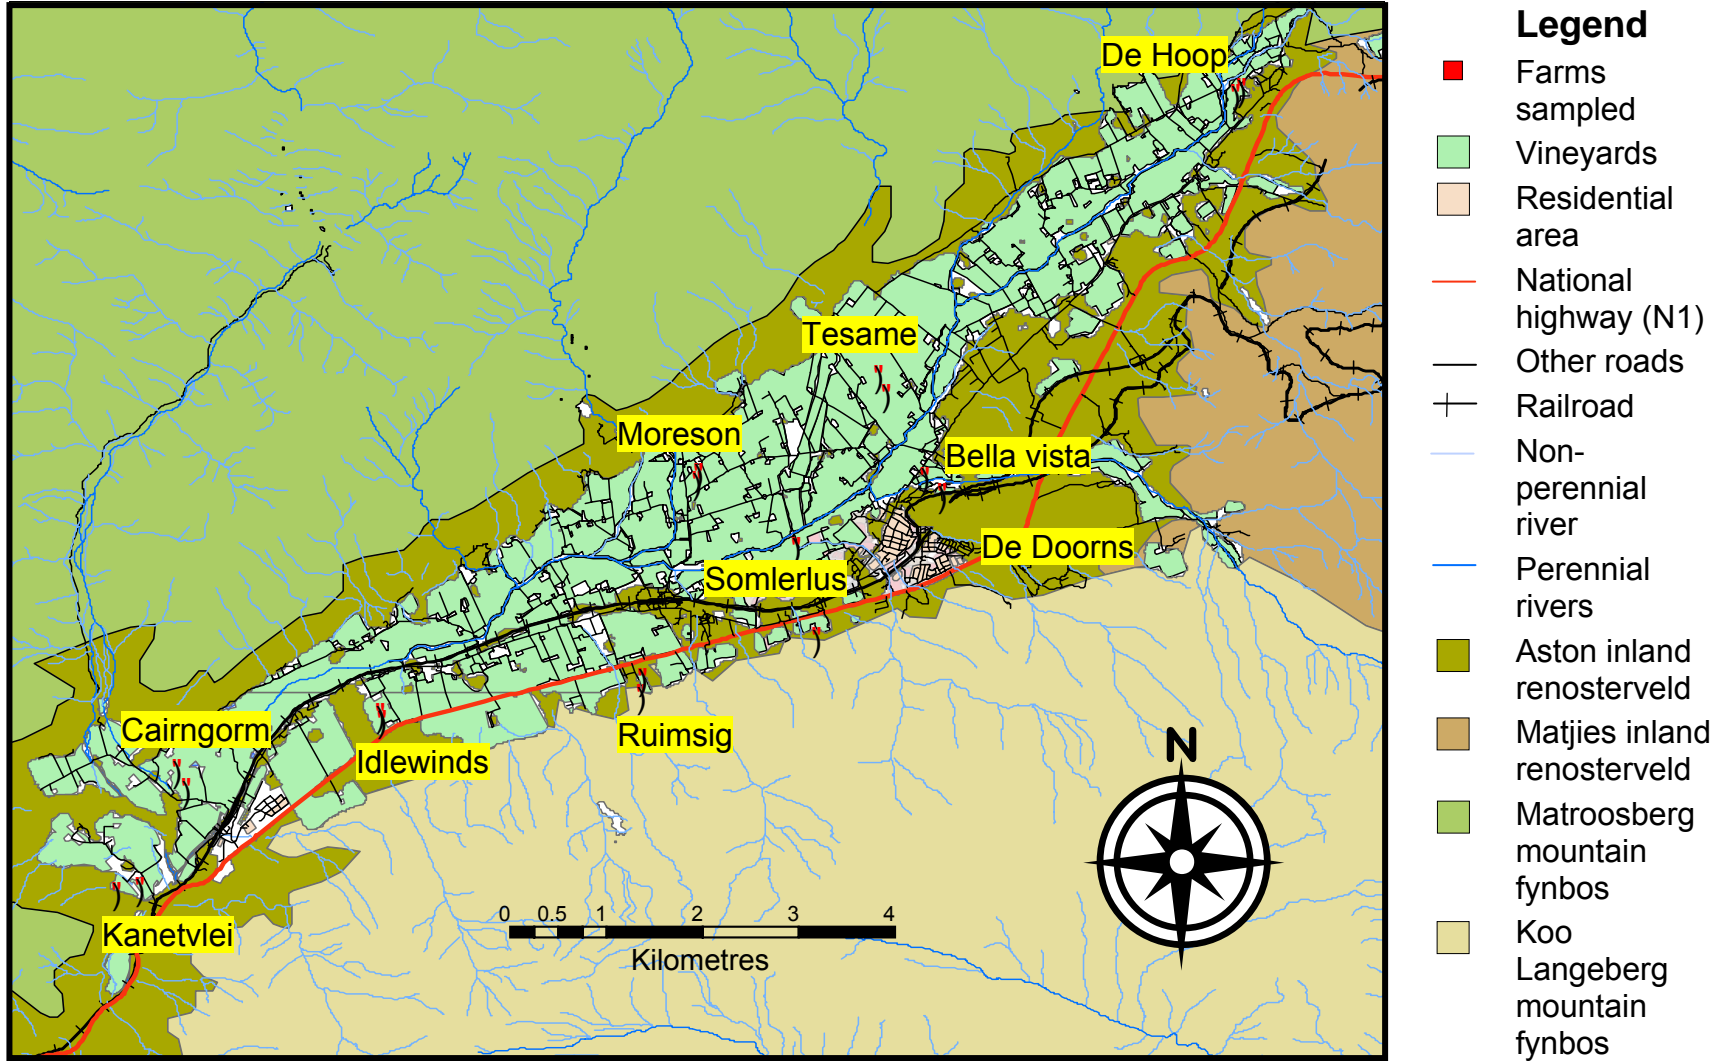 Legend
De Hoop
Farms
sampled
Vineyards
Residential
area
National
highway (N1)
Tesame
Other roads
Railroad
Moreson
Bella vista
Non-
perennial
river
De Doorns
Somlerlus
Perennial
rivers
Aston inland
renosterveld
Cairngorm
Ruimsig
Idlewinds
N
Matjies inland
renosterveld
Matroosberg
mountain
fynbos
Kanetvlei
0 0.5 1 2 3 4
Kilometres
Koo
Langeberg
mountain
fynbos